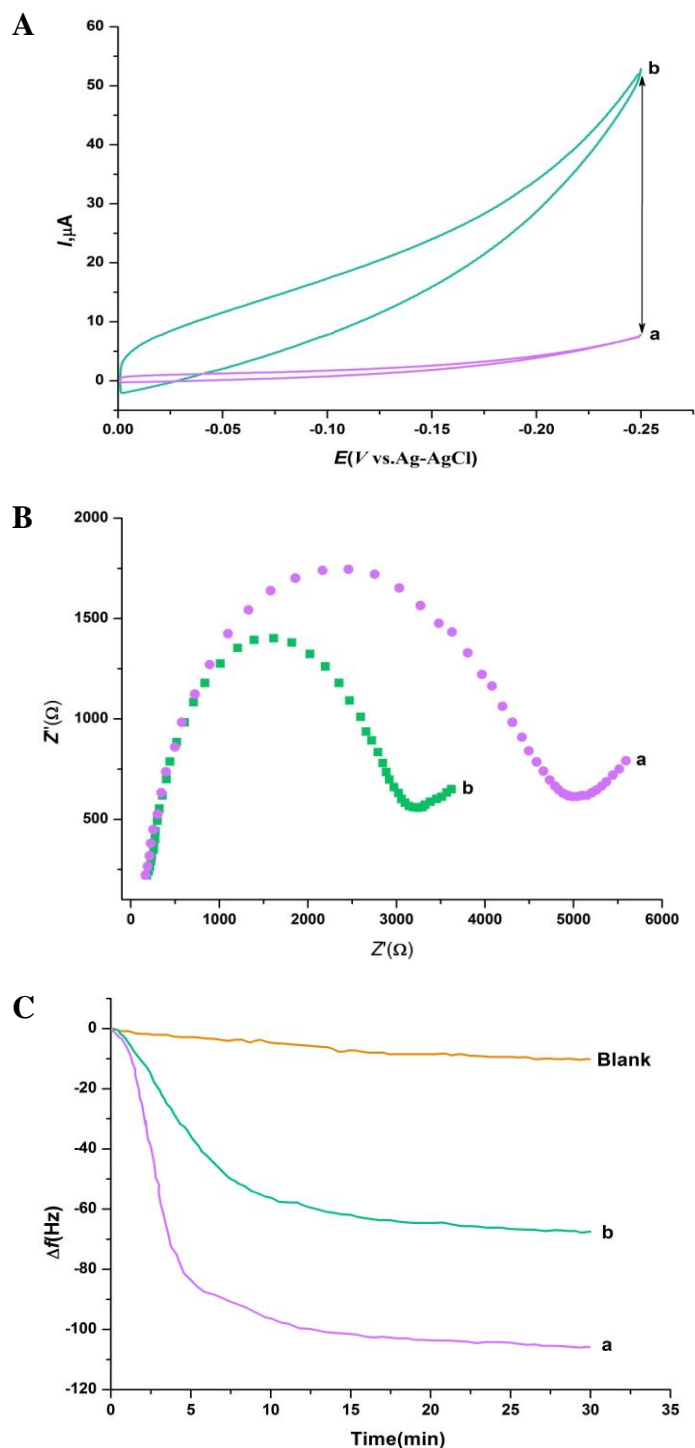 A
60
50
40
30
20
10
0
I,μA
b
a
0.00 -0.05 -0.10 -0.15 -0.20 -0.25
E(V vs.Ag-AgCl)
B
2000
1500
1000
500
Z''(Ω)
a
b
0 1000 2000 3000 4000 5000 6000
Z'(Ω)
C
0
-20
-40
-60
-80
-100
-120
Δf(Hz)
Blank
b
a
0 5 10 15 20 25 30 35
Time(min)